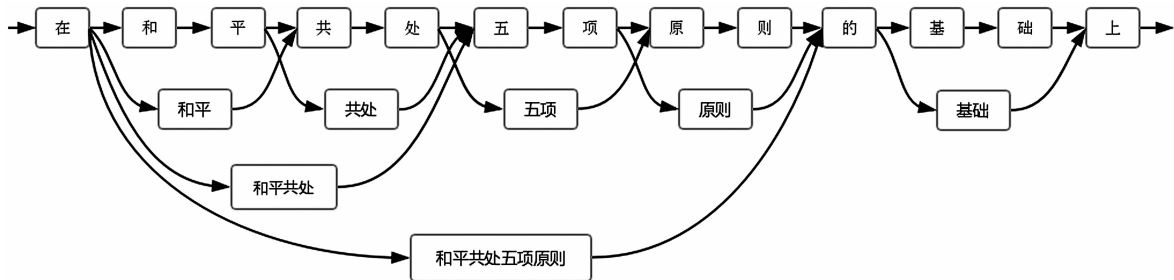 在 和 平 共 处 五 项 原 则 的 基 础 上
和平 共处 五项 原则 基础
和平共处
和平共处五项原则